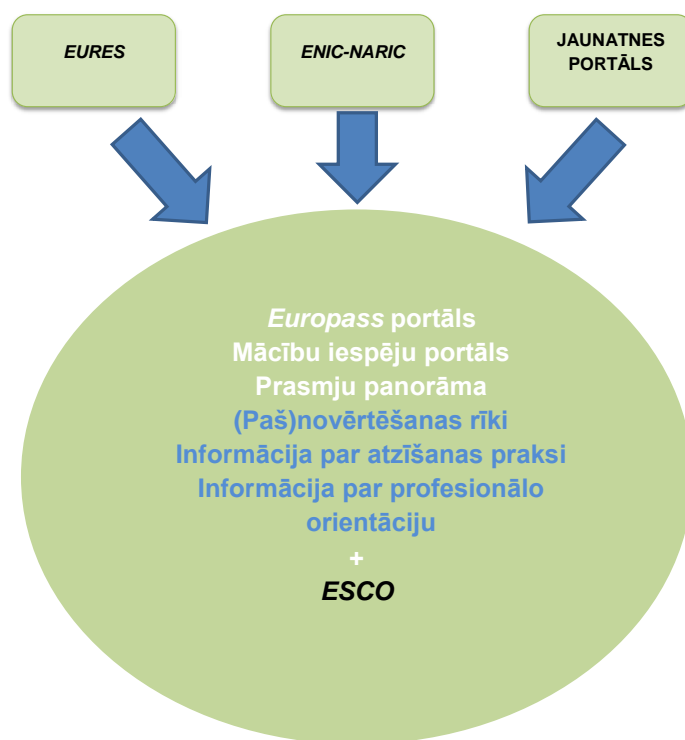 EURES
ENIC-NARIC
JAUNATNES
PORTĀLS
Europass portāls
Mācību iespēju portāls
Prasmju panorāma
(Paš)novērtēšanas rīki
Informācija par atzīšanas praksi
Informācija par profesionālo
orientāciju
+
ESCO